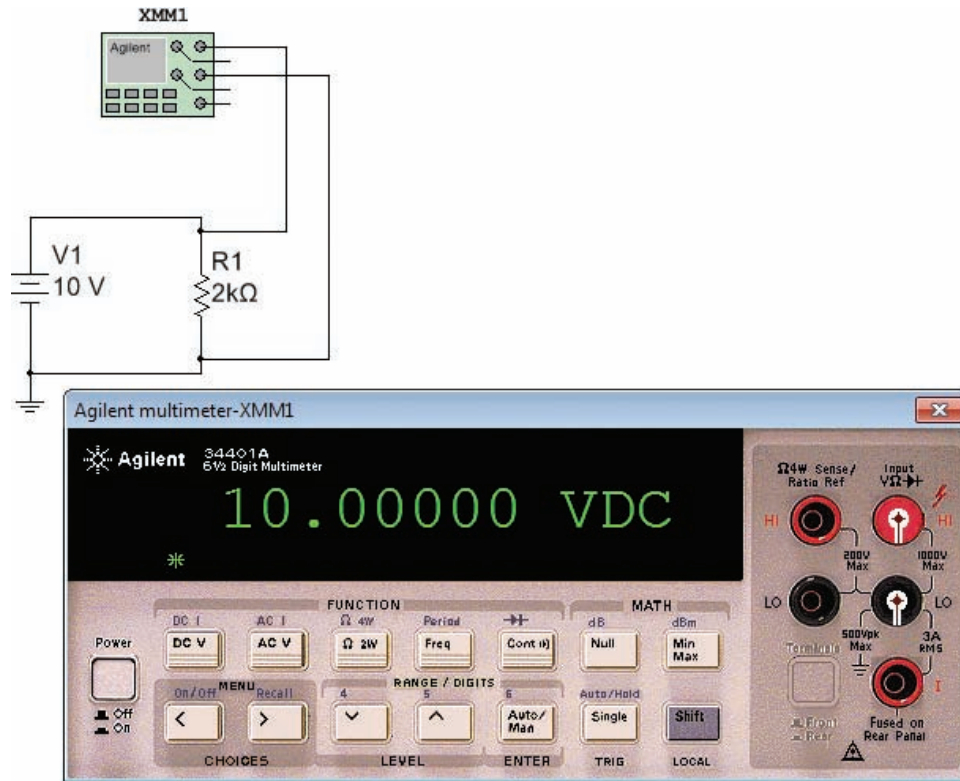 XMM1
Agilent
V1
10 V
R1
2kΩ
Agilent multimeter-XMM1
Agilent 34401A
6½ Digit Multimeter
10.00000 VDC
Ω4W Sense/
Ratio Ref
Input
VΩ
HI
HI
200V
Max
1000V
Max
LO
LO
500Vpk
Max
3A
RMS
Terminals
I
Front
Rear
Fused on
Rear Panal
FUNCTION
MATH
DC I
AC I
Ω 4W
Period
dB
dBm
Power
DC V
AC V
Ω 2W
Freq
Cont
Null
Min
Max
Off
On
On/Off
MENU
Recall
RANGE / DIGITS
4
5
6
Auto/Hold
<
>
Auto/
Man
Single
Shift
CHOICES
LEVEL
ENTER
TRIG
LOCAL